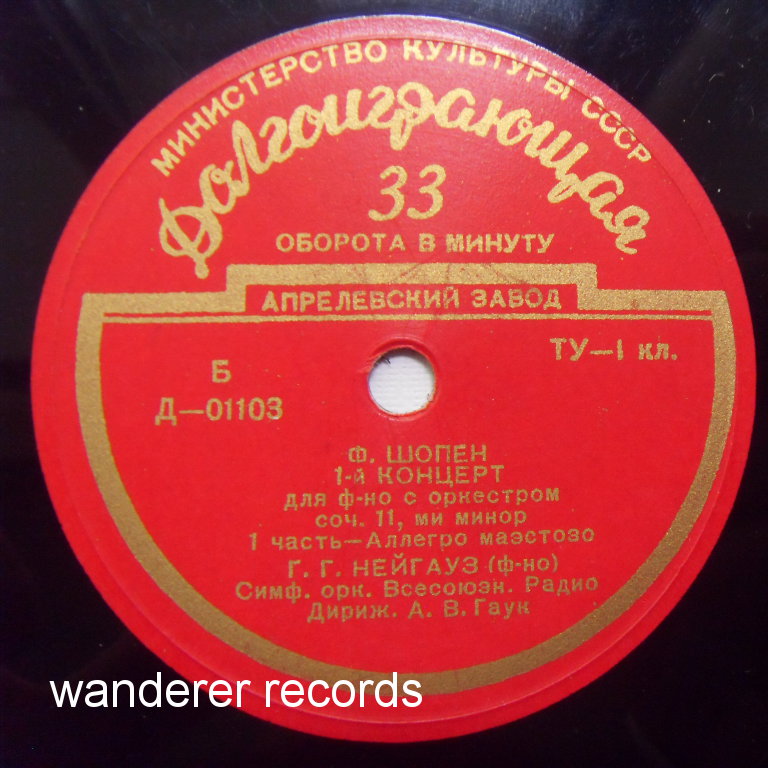 МИНИСТЕРСТВО КУЛЬТУРЫ СССР
Долгоиграющая
33
ОБОРОТА В МИНУТУ
АПРЕЛЕВСКИЙ ЗАВОД
ТУ—1 кл.
Б
Д—01103
Ф. ШОПЕН
1-й КОНЦЕРТ
для ф-но с оркестром
соч. 11, ми минор
1 часть—Аллегро маэстозо
Г. Г. НЕЙГАУЗ (ф-но)
Симф. орк. Всесоюзн. Радио
Дириж. А. В. Гаук
wanderer records